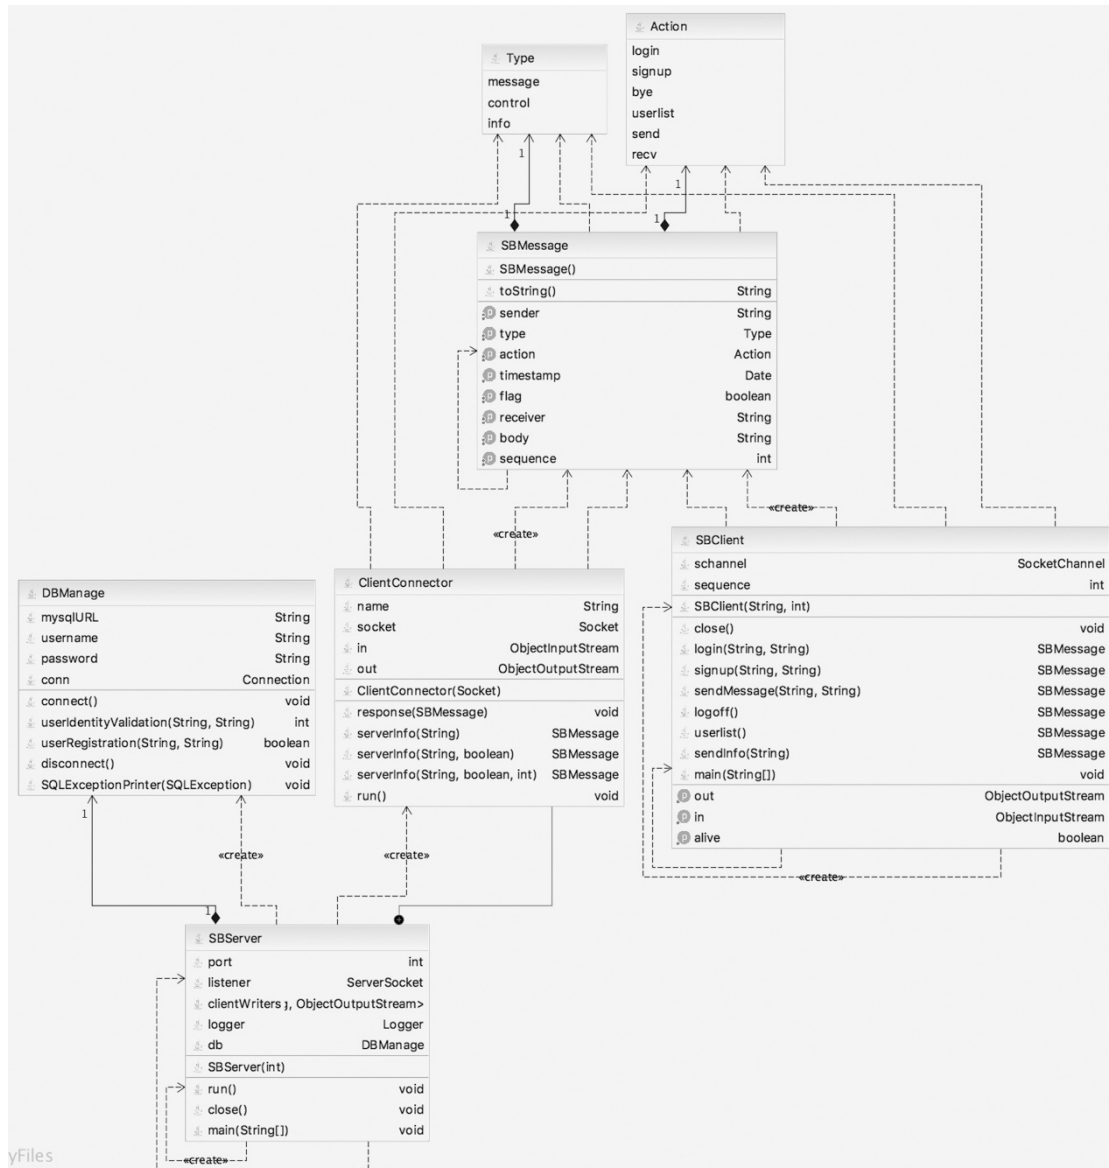 Action
login
signup
bye
userlist
send
recv
Type
message
control
info
1
1
1
1
SBMessage
SBMessage()
toString() String
sender String
type Type
action Action
timestamp Date
flag boolean
receiver String
body String
sequence int
«create»
«create»
SBClient
schannel SocketChannel
sequence int
SBClient(String, int)
close() void
login(String, String) SBMessage
signup(String, String) SBMessage
sendMessage(String, String) SBMessage
logoff() SBMessage
userlist() SBMessage
sendInfo(String) SBMessage
main(String[]) void
out ObjectOutputStream
in ObjectInputStream
alive boolean
«create»
ClientConnector
name String
socket Socket
in ObjectInputStream
out ObjectOutputStream
ClientConnector(Socket)
response(SBMessage) void
serverInfo(String) SBMessage
serverInfo(String, boolean) SBMessage
serverInfo(String, boolean, int) SBMessage
run() void
DBManage
mysqlURL String
username String
password String
conn Connection
connect() void
userIdentityValidation(String, String) int
userRegistration(String, String) boolean
disconnect() void
SQLExceptionPrinter(SQLException) void
1
«create»
«create»
1
SBServer
port int
listener ServerSocket
clientWriters , ObjectOutputStream>
logger Logger
db DBManage
SBServer(int)
run() void
close() void
main(String[]) void
«create»
yFiles